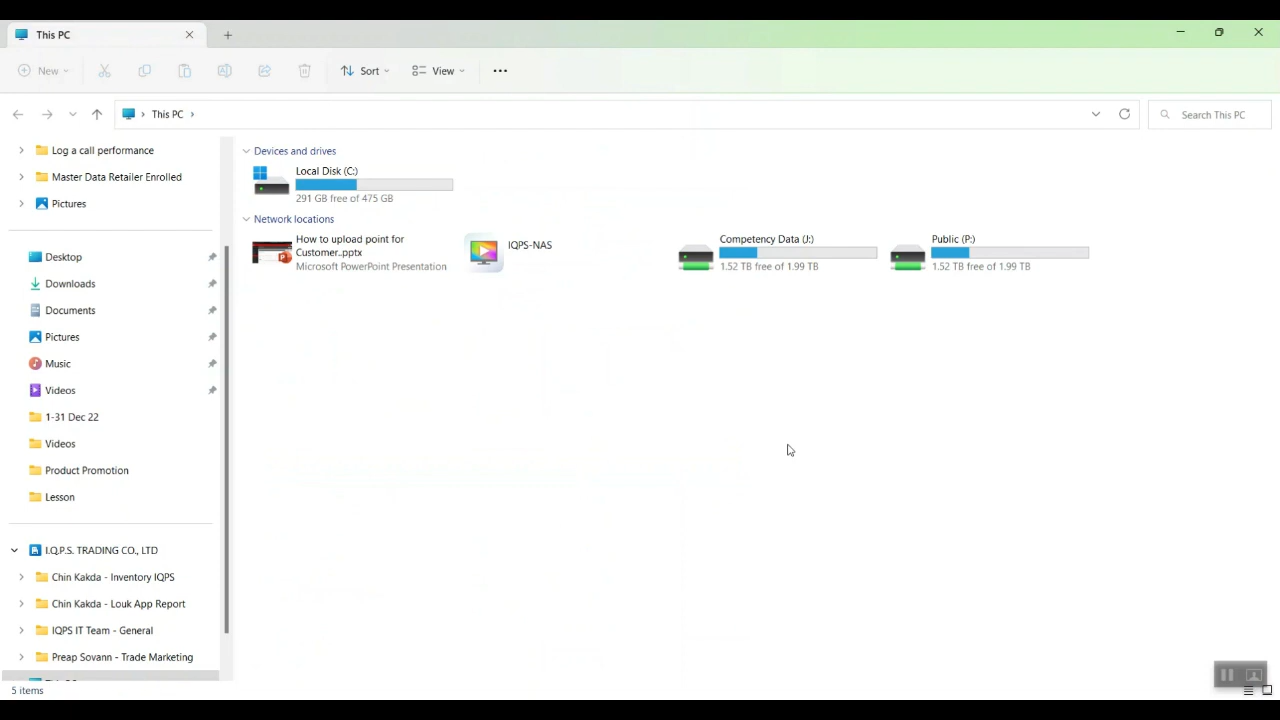 This PC
New
Sort
View
This PC
Search This PC
Log a call performance
Master Data Retailer Enrolled
Pictures
Desktop
Downloads
Documents
Pictures
Music
Videos
1-31 Dec 22
Videos
Product Promotion
Lesson
I.Q.P.S. TRADING CO., LTD
Chin Kakda - Inventory IQPS
Chin Kakda - Louk App Report
IQPS IT Team - General
Preap Sovann - Trade Marketing
Devices and drives
Local Disk (C:)
291 GB free of 475 GB
Network locations
How to upload point for
Customer..pptx
Microsoft PowerPoint Presentation
IQPS-NAS
Competency Data (J:)
1.52 TB free of 1.99 TB
Public (P:)
1.52 TB free of 1.99 TB
5 items